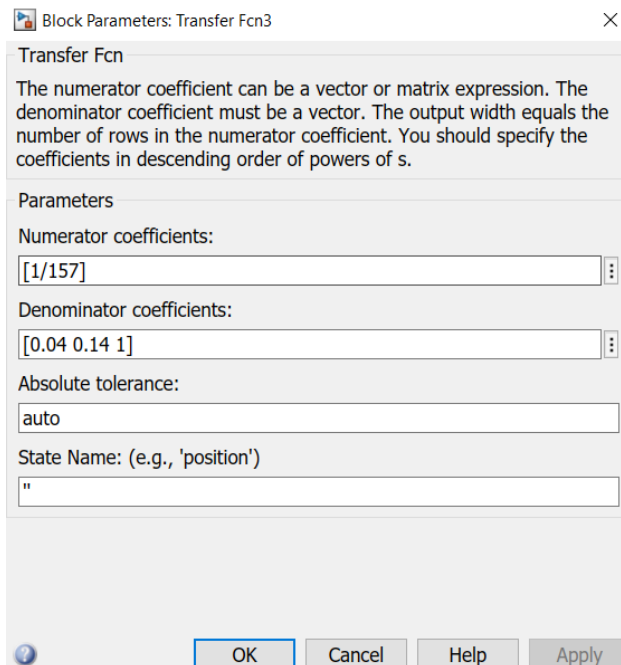 Block Parameters: Transfer Fcn3
Transfer Fcn
The numerator coefficient can be a vector or matrix expression. The
denominator coefficient must be a vector. The output width equals the
number of rows in the numerator coefficient. You should specify the
coefficients in descending order of powers of s.
Parameters
Numerator coefficients:
[1/157]
Denominator coefficients:
[0.04 0.14 1]
Absolute tolerance:
auto
State Name: (e.g., 'position')
''
OK Cancel Help Apply